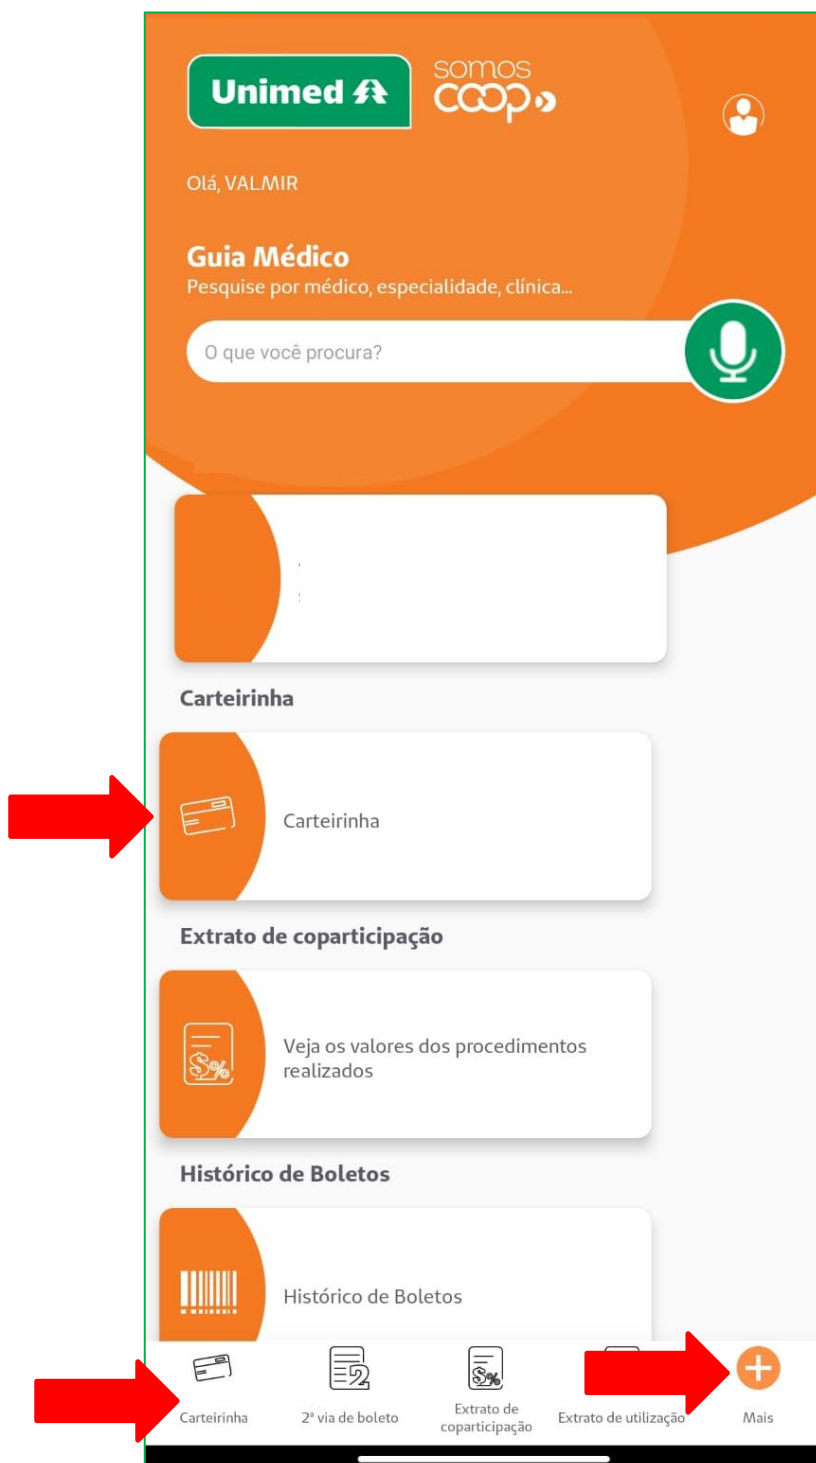 Unimed
somos
coop
Olá, VALMIR
Guia Médico
Pesquise por médico, especialidade, clínica...
O que você procura?
Carteirinha
Carteirinha
Extrato de coparticipação
Veja os valores dos procedimentos
realizados
Histórico de Boletos
Histórico de Boletos
Carteirinha
2ª via de boleto
Extrato de
coparticipação
Extrato de utilização
Mais